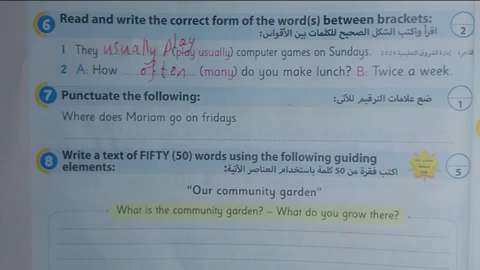 6 Read and write the correct form of the word(s) between brackets:
اقرأ واكتب الشكل الصحيح للكلمات بين الأقواس:
2
1 They usually play (play usually) computer games on Sundays. 2024
2 A: How often (many) do you make lunch? B: Twice a week.
7 Punctuate the following: ضع علامات الترقيم للآتى:
1
Where does Mariam go on fridays
8 Write a text of FIFTY (50) words using the following guiding elements:
اكتب فقرة من 50 كلمة باستخدام العناصر الآتية:
5
"Our community garden"
What is the community garden? – What do you grow there?